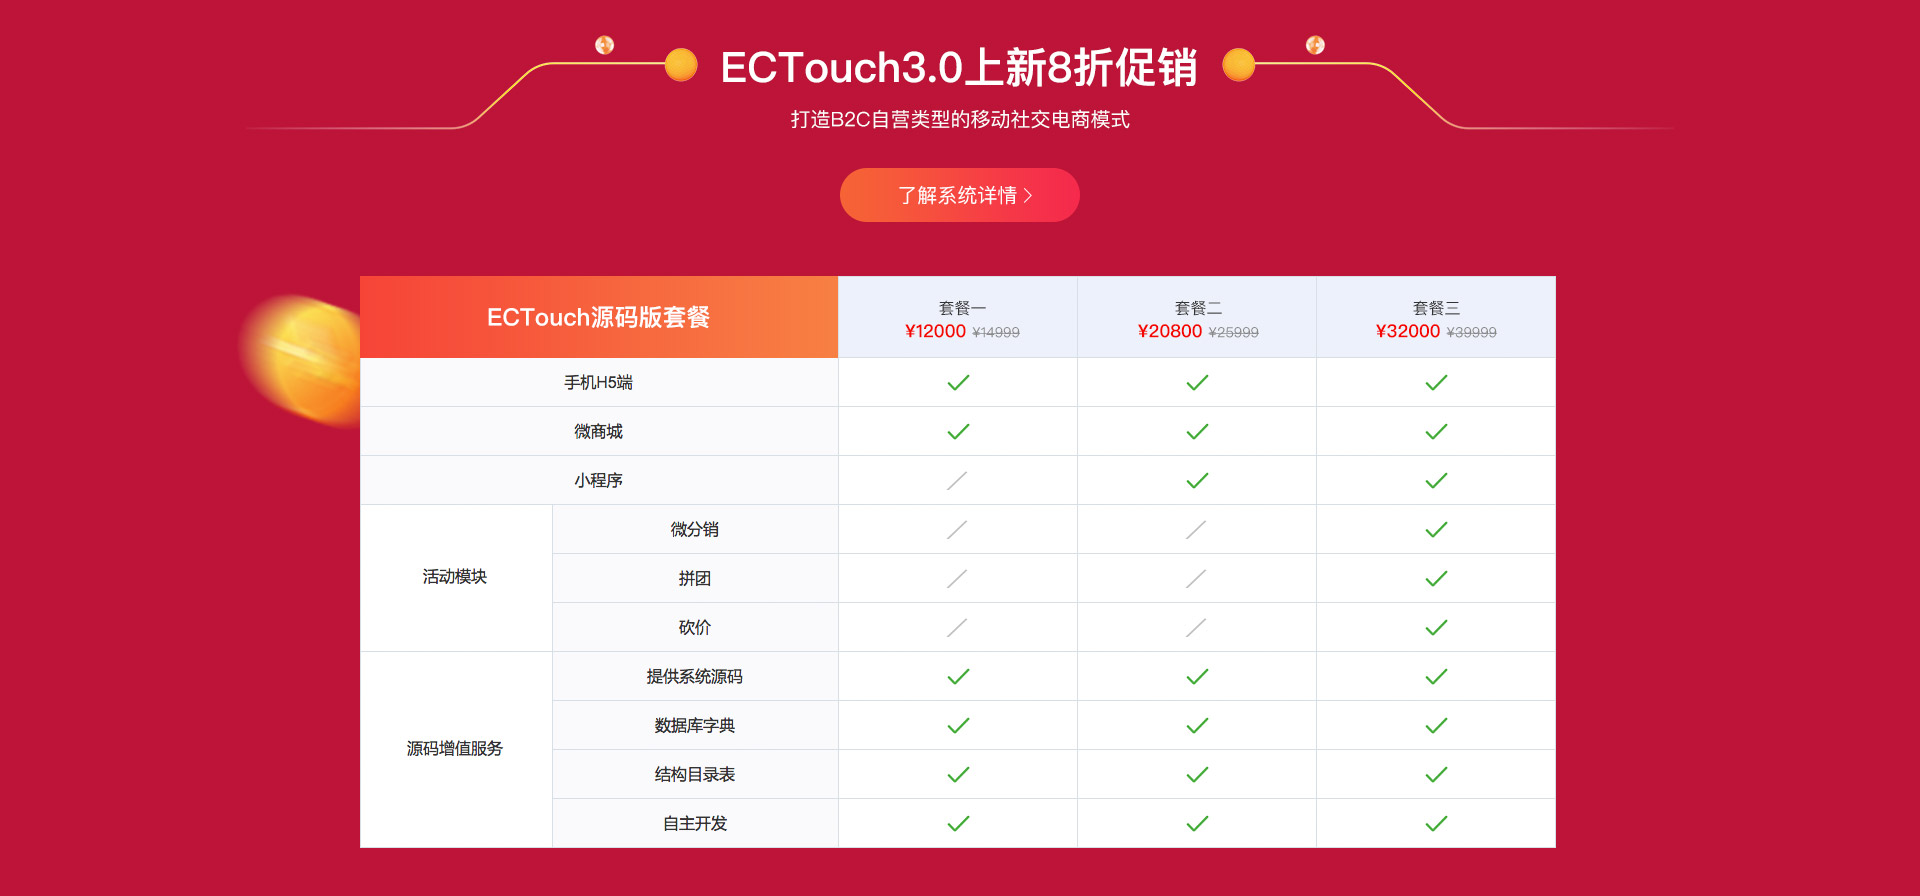 ECTouch3.0上新8折促销
打造B2C自营类型的移动社交电商模式
了解系统详情
ECTouch源码版套餐
套餐一
¥12000 ¥14999
套餐二
¥20800 ¥25999
套餐三
¥32000 ¥39999
手机H5端
微商城
小程序
活动模块
微分销
拼团
砍价
源码增值服务
提供系统源码
数据库字典
结构目录表
自主开发